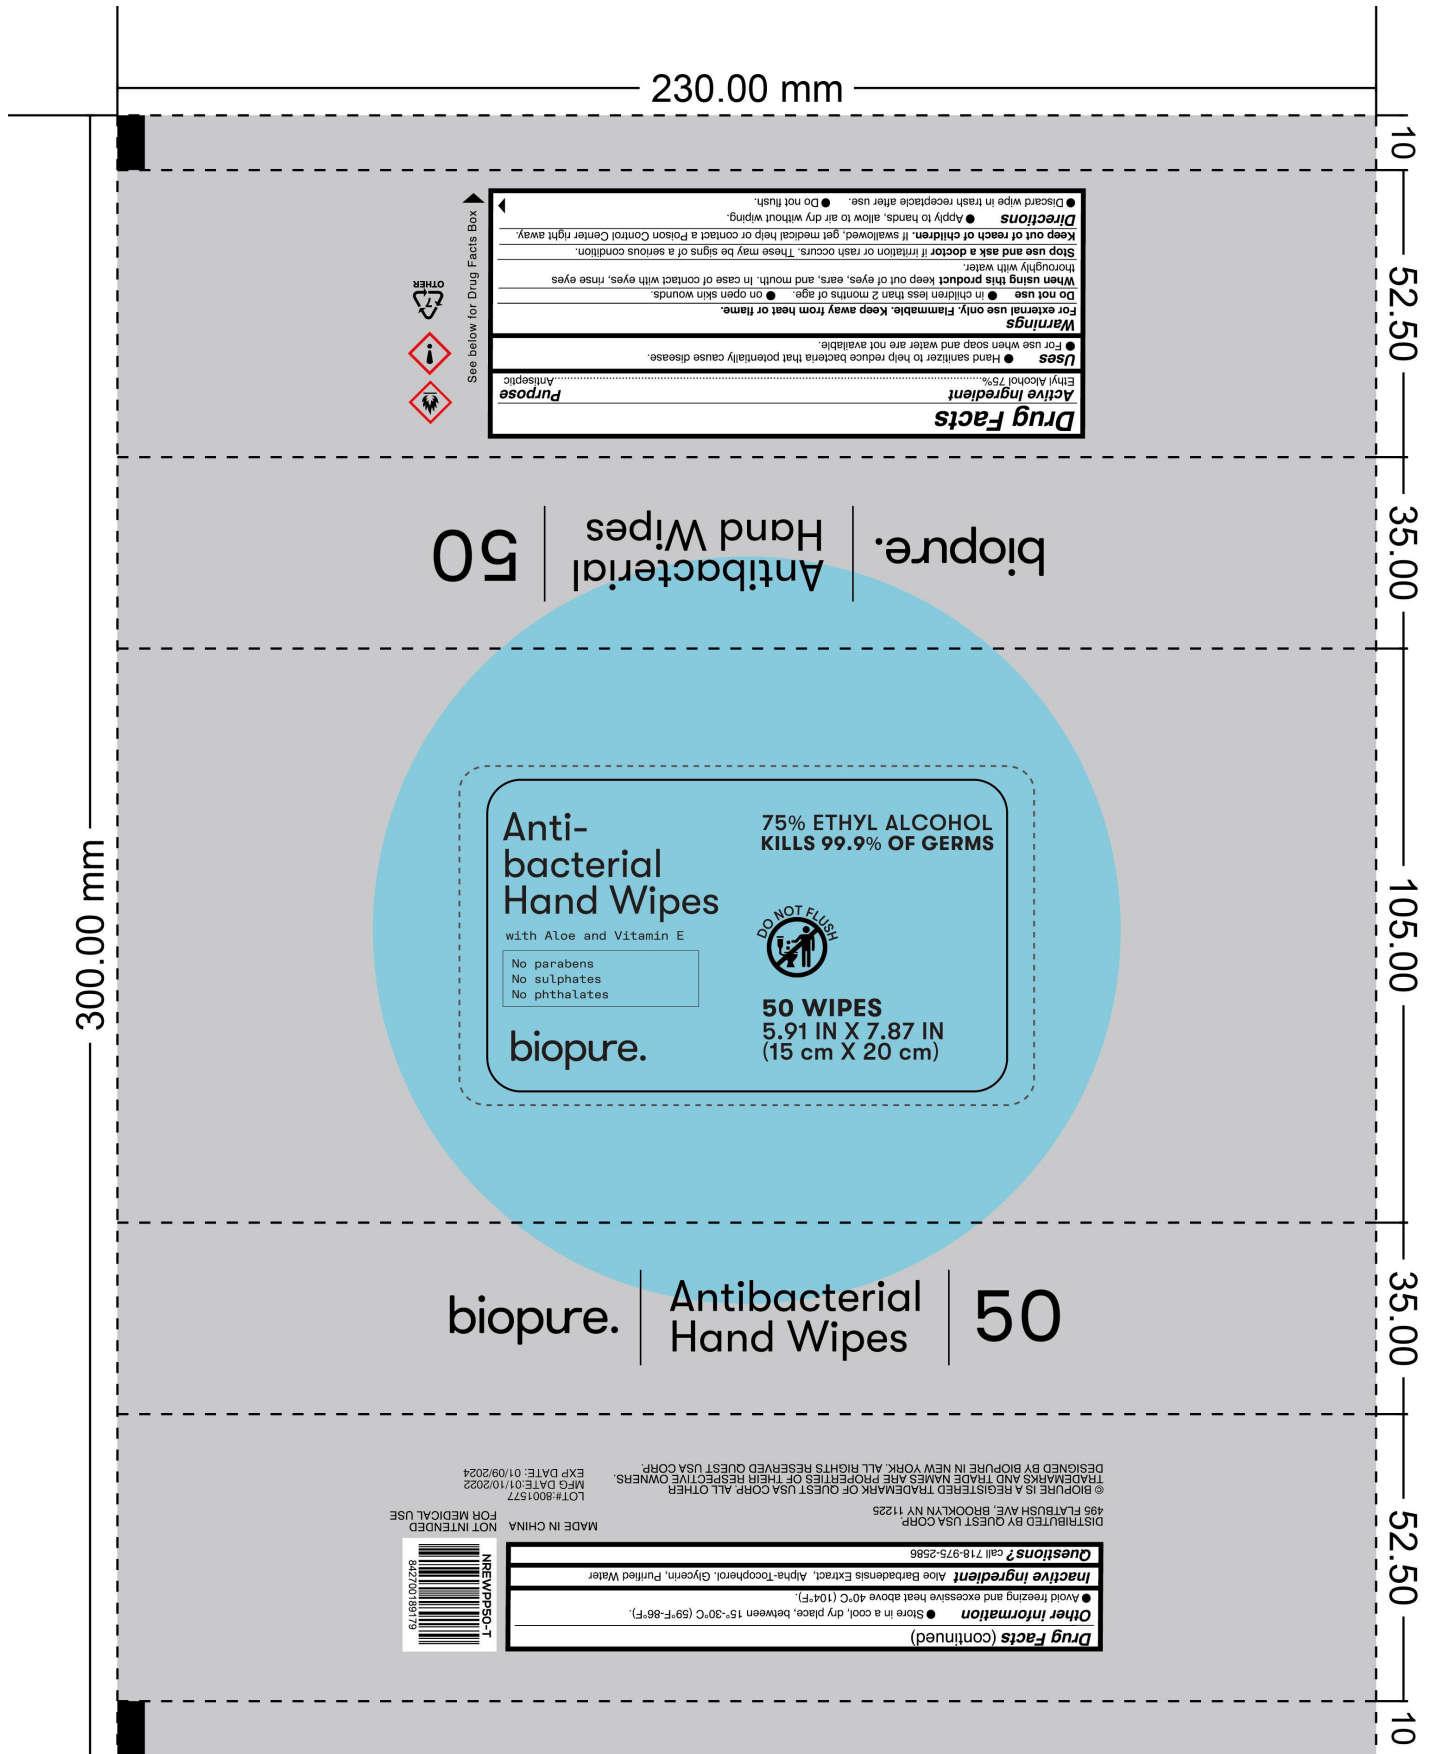 230.00 mm
300.00 mm
10
52.50
35.00
105.00
35.00
52.50
10
Drug Facts
Active Ingredient Purpose
Ethyl Alcohol 75%......................................................Antiseptic
Uses ● Hand sanitizer to help reduce bacteria that potentially cause disease.
● For use when soap and water are not available.
Warnings
For external use only. Flammable. Keep away from heat or flame.
Do not use ● in children less than 2 months of age. ● on open skin wounds.
When using this product keep out of eyes, ears, and mouth. In case of contact with eyes, rinse eyes
thoroughly with water.
Stop use and ask a doctor if irritation or rash occurs. These may be signs of a serious condition.
Keep out of reach of children. If swallowed, get medical help or contact a Poison Control Center right away.
Directions ● Apply to hands, allow to air dry without wiping.
● Discard wipe in trash receptacle after use. ● Do not flush.
See below for Drug Facts Box
7
OTHER
biopure.
Antibacterial
Hand Wipes
50
Anti-
bacterial
Hand Wipes
with Aloe and Vitamin E
No parabens
No sulphates
No phthalates
biopure.
75% ETHYL ALCOHOL
KILLS 99.9% OF GERMS
DO NOT FLUSH
50 WIPES
5.91 IN X 7.87 IN
(15 cm X 20 cm)
biopure.
Antibacterial
Hand Wipes
50
Drug Facts (continued)
Other information ● Store in a cool, dry place, between 15°-30°C (59°F-86°F).
● Avoid freezing and excessive heat above 40°C (104°F).
Inactive ingredient Aloe Barbadensis Extract, Alpha-Tocopherol. Glycerin, Purified Water
Questions? call 718-975-2586
NREWPP50-T
842700189179
DISTRIBUTED BY QUEST USA CORP.
495 FLATBUSH AVE, BROOKLYN NY 11225
MADE IN CHINA
NOT INTENDED
FOR MEDICAL USE
© BIOPURE IS A REGISTERED TRADEMARK OF QUEST USA CORP. ALL OTHER
TRADEMARKS AND TRADE NAMES ARE PROPERTIES OF THEIR RESPECTIVE OWNERS.
DESIGNED BY BIOPURE IN NEW YORK. ALL RIGHTS RESERVED QUEST USA CORP.
LOT#:8001577
MFG DATE:01/10/2022
EXP DATE: 01/09/2024